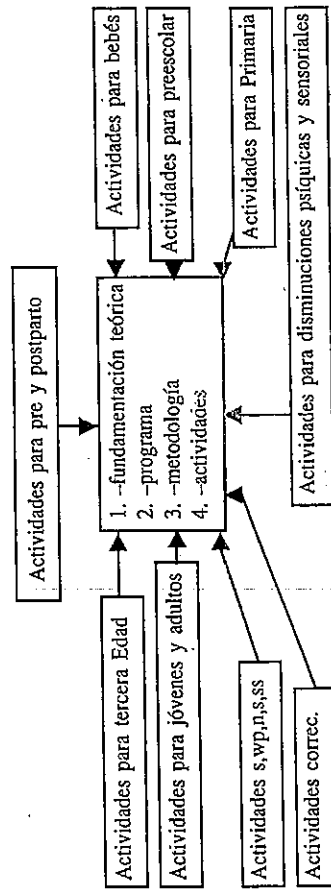 Actividades para pre y postparto
Actividades para tercera Edad
Actividades para bebés
1. –fundamentación teórica
2. –programa
3. –metodología
4. –actividades
Actividades para jóvenes y adultos
Actividades para preescolar
Actividades s,wp,n,s,ss
Actividades para Primaria
Actividades correc.
Actividades para disminuciones psíquicas y sensoriales